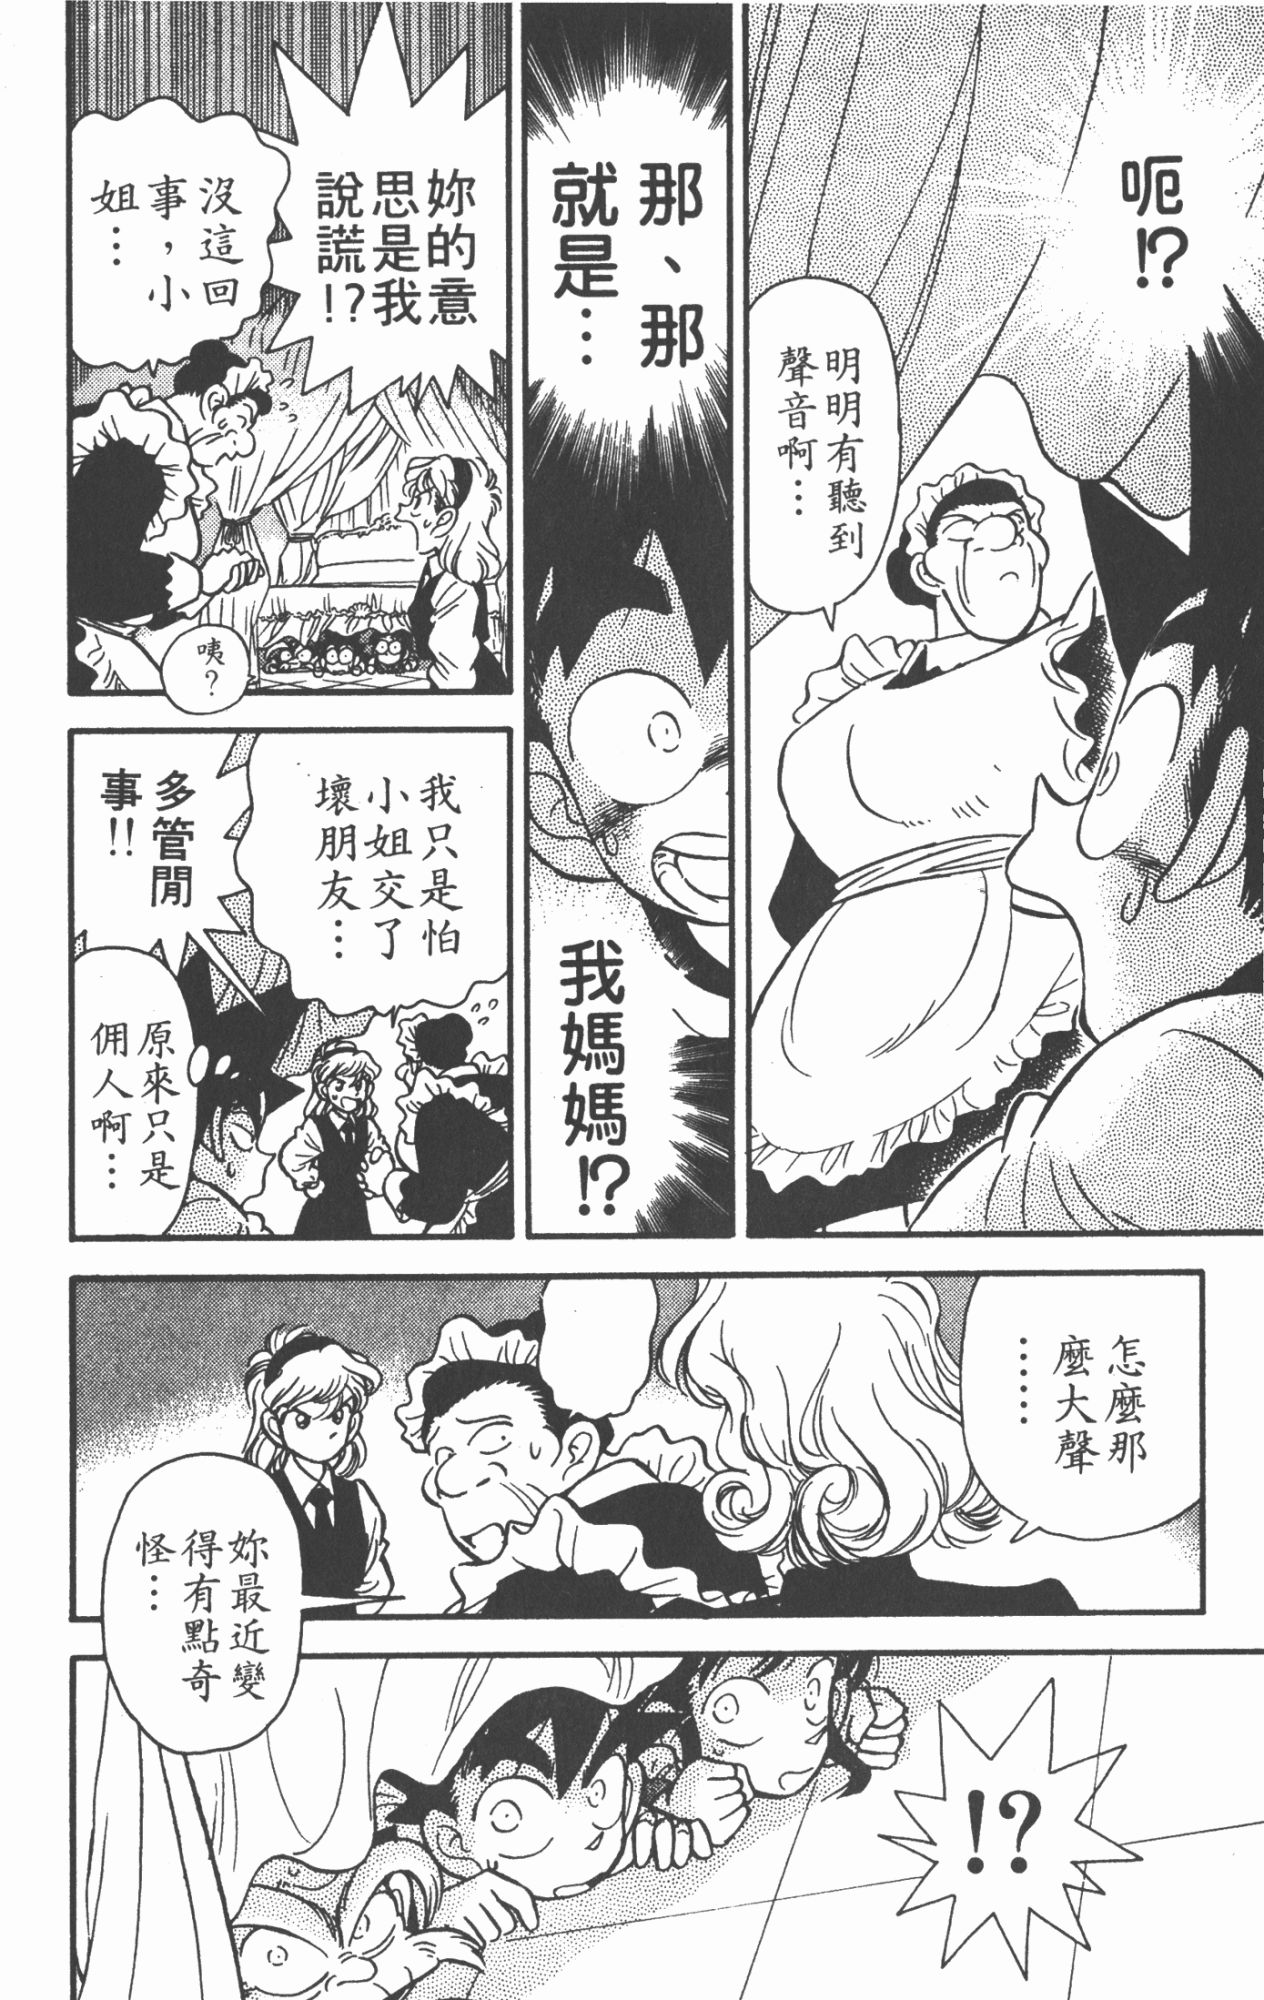 呃!?
明明有聽到
聲音啊…
那、那
就是…
我媽媽!?
妳的意
思是我
說謊!?
沒這回
事，小
姐…
咦？
我只是怕
小姐交了
壞朋友…
多管閒
事!!
原來只是
佣人啊…
怎麼那
麼大聲
……
妳最近變
得有點奇
怪…
!?